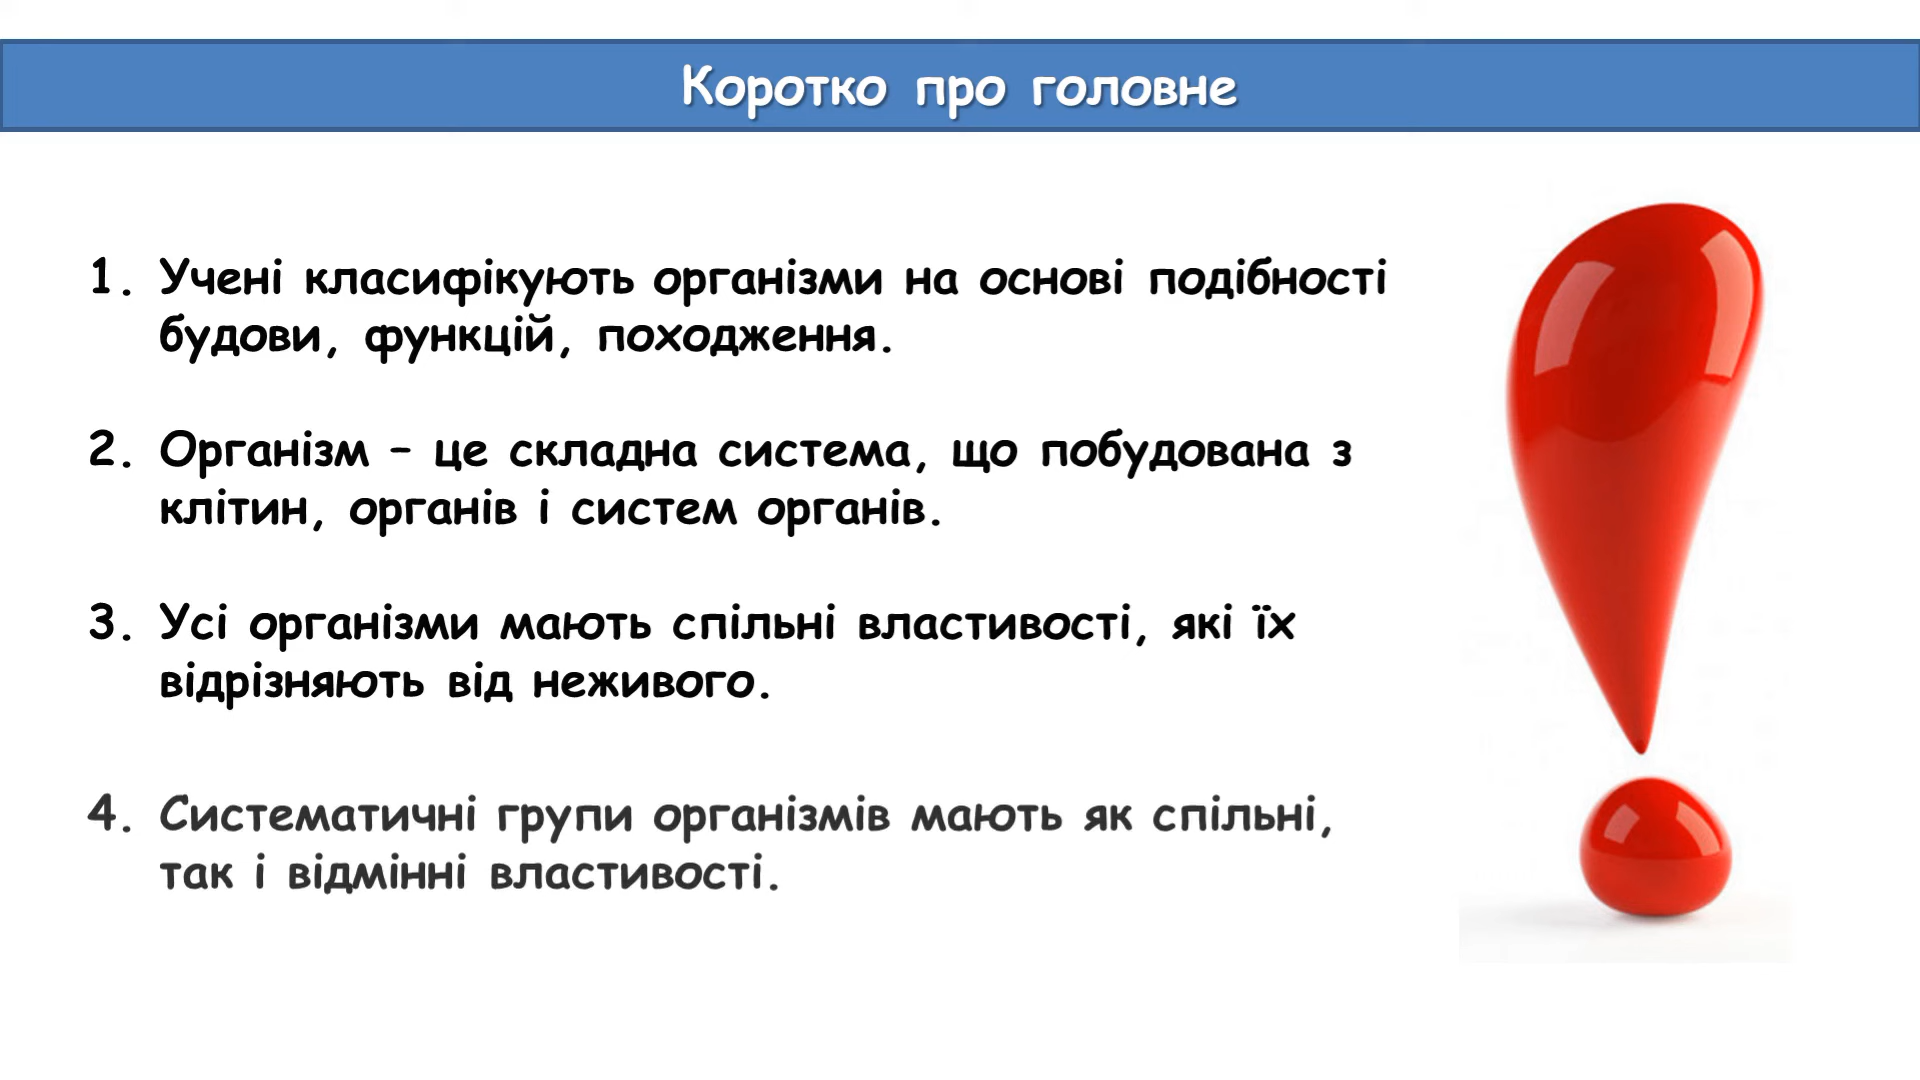 Коротко про головне
1. Учені класифікують організми на основі подібності
будови, функцій, походження.
2. Організм – це складна система, що побудована з
клітин, органів і систем органів.
3. Усі організми мають спільні властивості, які їх
відрізняють від неживого.
4. Систематичні групи організмів мають як спільні,
так і відмінні властивості.